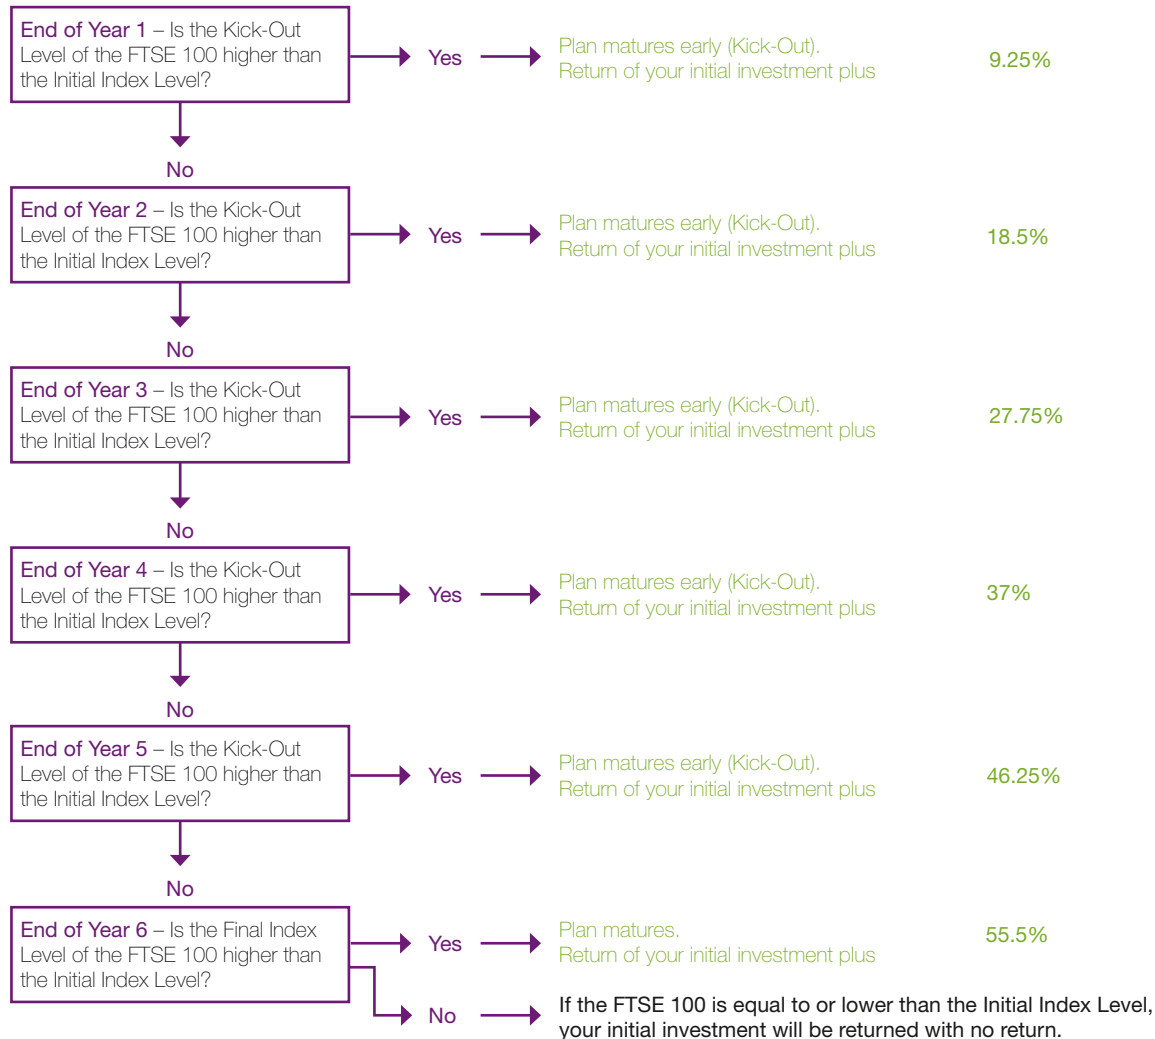 End of Year 1 – Is the Kick-Out
Level of the FTSE 100 higher than
the Initial Index Level?
Yes
Plan matures early (Kick-Out).
Return of your initial investment plus
9.25%
No
End of Year 2 – Is the Kick-Out
Level of the FTSE 100 higher than
the Initial Index Level?
Yes
Plan matures early (Kick-Out).
Return of your initial investment plus
18.5%
No
End of Year 3 – Is the Kick-Out
Level of the FTSE 100 higher than
the Initial Index Level?
Yes
Plan matures early (Kick-Out).
Return of your initial investment plus
27.75%
No
End of Year 4 – Is the Kick-Out
Level of the FTSE 100 higher than
the Initial Index Level?
Yes
Plan matures early (Kick-Out).
Return of your initial investment plus
37%
No
End of Year 5 – Is the Kick-Out
Level of the FTSE 100 higher than
the Initial Index Level?
Yes
Plan matures early (Kick-Out).
Return of your initial investment plus
46.25%
No
End of Year 6 – Is the Final Index
Level of the FTSE 100 higher than
the Initial Index Level?
Yes
Plan matures.
Return of your initial investment plus
55.5%
No
If the FTSE 100 is equal to or lower than the Initial Index Level,
your initial investment will be returned with no return.